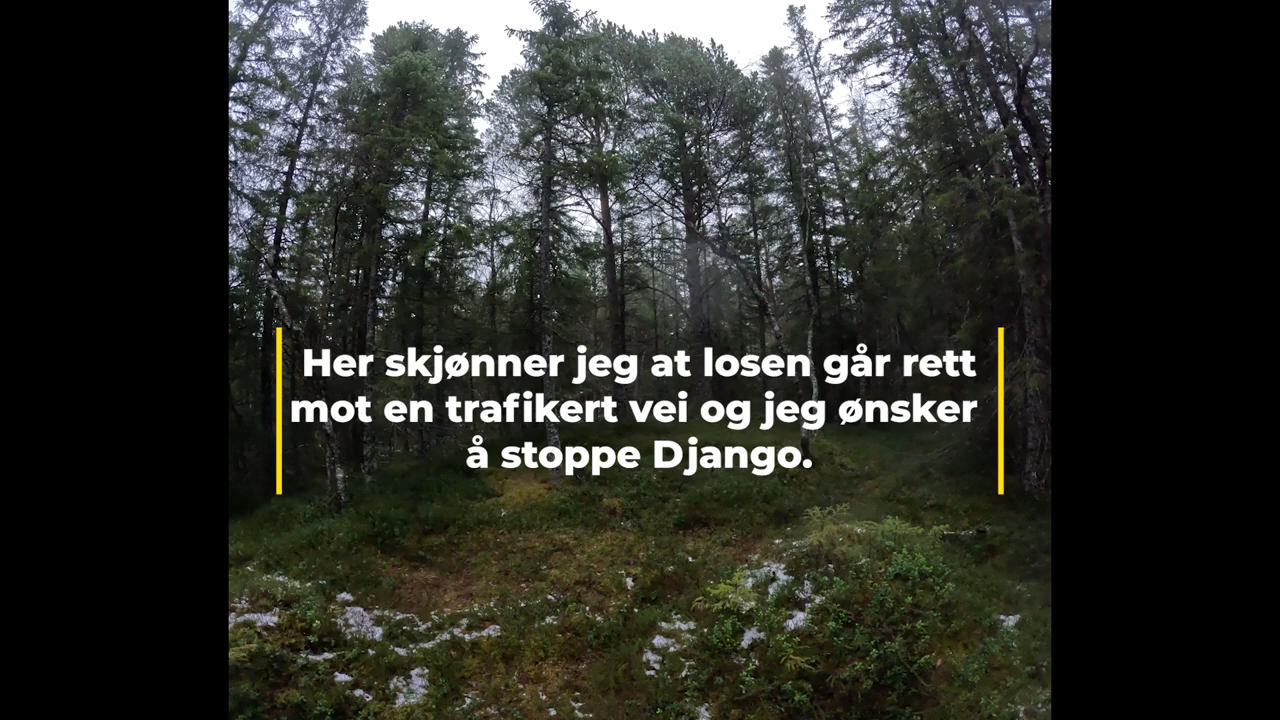 Her skjønner jeg at losen går rett
mot en trafikert vei og jeg ønsker
å stoppe Django.